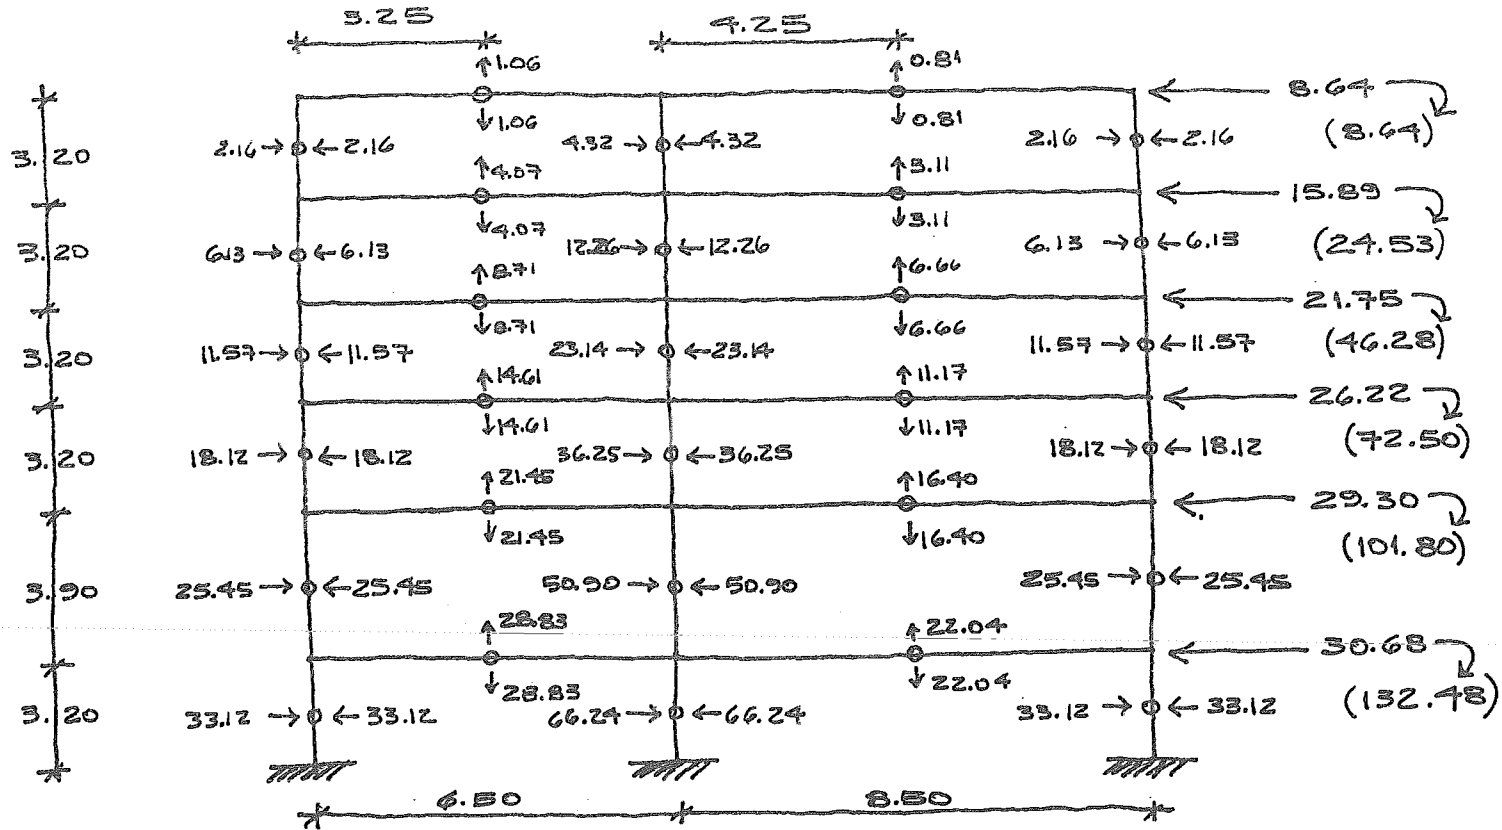 3.25 4.25
↑1.06 ↑0.81
← 8.64
↓1.06 ↓0.81 (8.64)
3.20 2.16→ ←2.16 4.32→ ←4.32 2.16→ ←2.16
↑4.07 ↑3.11
← 15.89
↓4.07 ↓3.11
3.20 6.13→ ←6.13 12.26→ ←12.26 6.13→ ←6.13 (24.53)
↑8.71 ↑6.66
← 21.75
↓8.71 ↓6.66
3.20 11.57→ ←11.57 23.14→ ←23.14 11.57→ ←11.57 (46.28)
↑14.61 ↑11.17
← 26.22
↓14.61 ↓11.17
3.20 18.12→ ←18.12 36.25→ ←36.25 18.12→ ←18.12 (72.50)
↑21.45 ↑16.40
← 29.30
↓21.45 ↓16.40 (101.80)
3.90 25.45→ ←25.45 50.90→ ←50.90 25.45→ ←25.45
↑28.83 ↑22.04
← 30.68
↓28.83 ↓22.04 (132.48)
3.20 33.12→ ←33.12 66.24→ ←66.24 33.12→ ←33.12
6.50 8.50